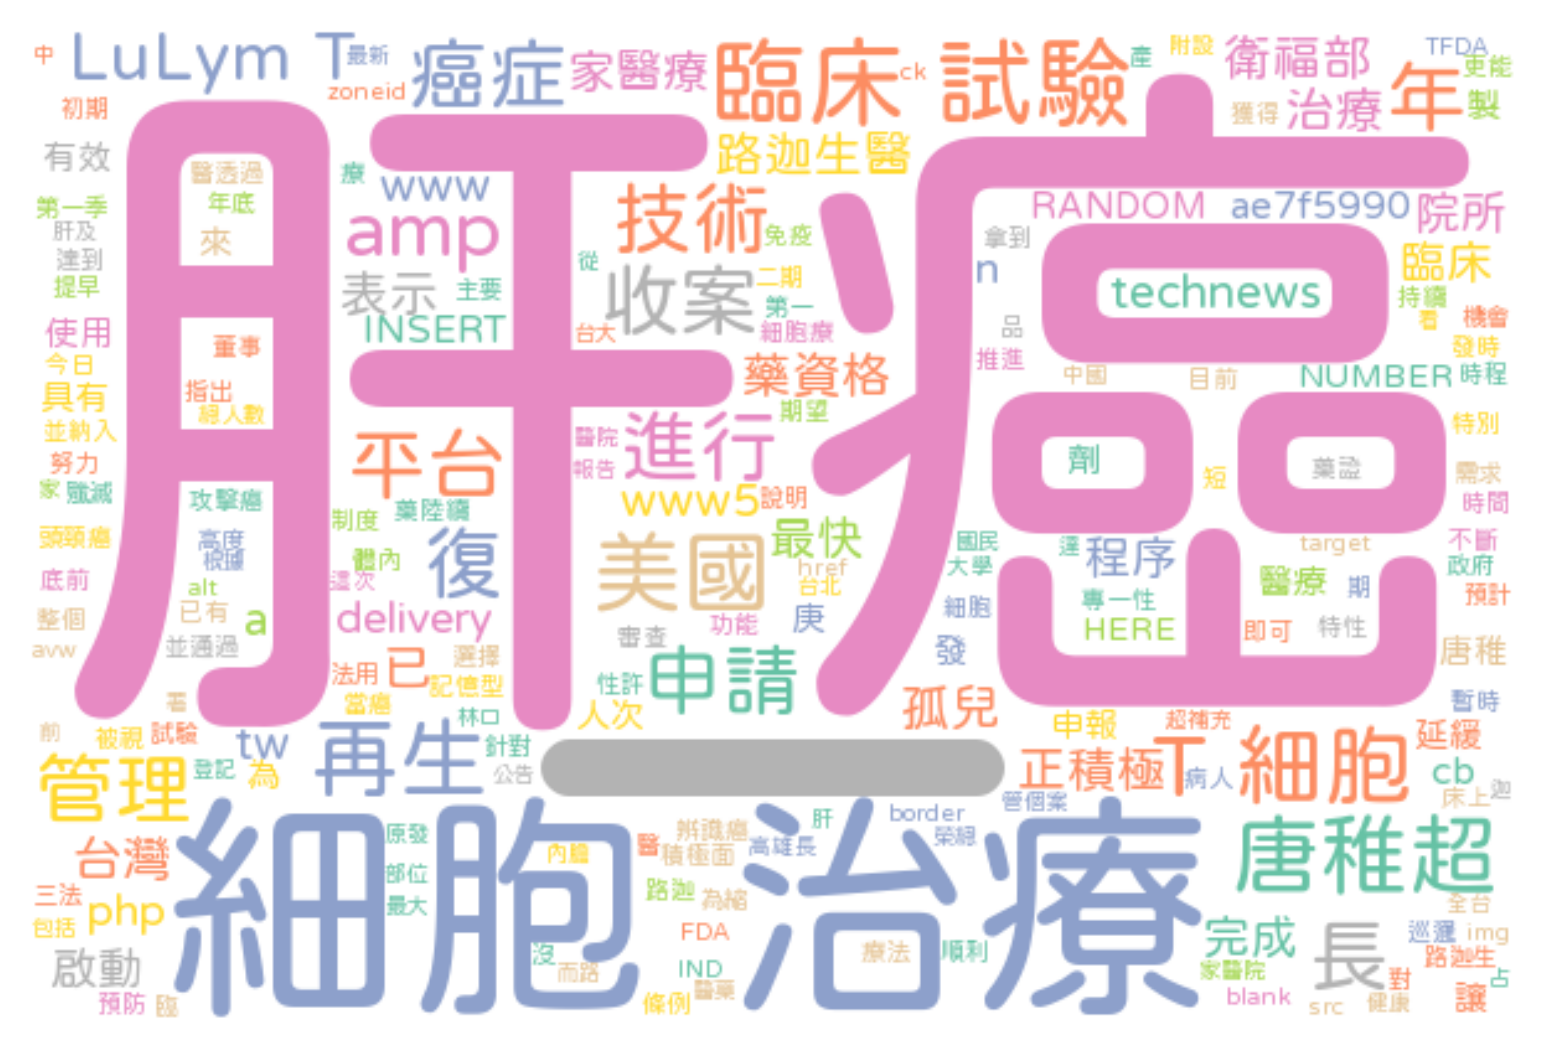 中 LuLym T 最新 癌症 家醫療 臨床 ck 試驗 產 附設 衛福部 TFDA
zoneid 年 更能
初期 獲得 治療 製
有效 路迦生醫
肝癌
醫透過 療 www 技術 RANDOM ae7f5990 院所
第一季 年底 amp 免疫
肝及 來 拿到 臨床
達到 從 n
提早 表示 主要 收案 二期 technews 持續
使用 INSERT 台大 第一 細胞療 品 看 機會
今日 董事 推進 發時
具有 指出 藥資格 中國 目前 NUMBER 時程
並納入 總人數 期望 特別
努力 平台 醫院 進行 劑 藥證 需求
家 殲滅 報告 短
攻擊癌 藥陸續 www5 說明 時間
頭頸癌 高度 制度 復 美國 最快 國民 達 程序 target 不斷
根據 體內 href 大學 政府
底前 alt 這次 台北 醫療 期 預計
整個 已有 a delivery 功能 庚 細胞 專一性
avw 並通過 審查 發 HERE 即可 特性 唐稚
法用 已 選擇 申請
著 當癌 記憶型 性許 孤兒 暫時
前 被視 試驗 tw 再生 林口 人次 申報 超補充 延緩
管理 登記 為 針對 正積極 T 細胞 cb
公告 病人 床上 迦
細胞治療
原發 肝 border 管個案
台灣 內膽 醫 辨識癌 高雄長 榮總 唐稚超
部位 積極面
三法 php 最大 路迦 為縮 全台
包括 FDA 完成 長 巡邏 img
啟動 沒 而路 IND 療法 順利 家醫院 路迦生
預防 臨 條例 醫藥 blank src 健康 對 讓 占